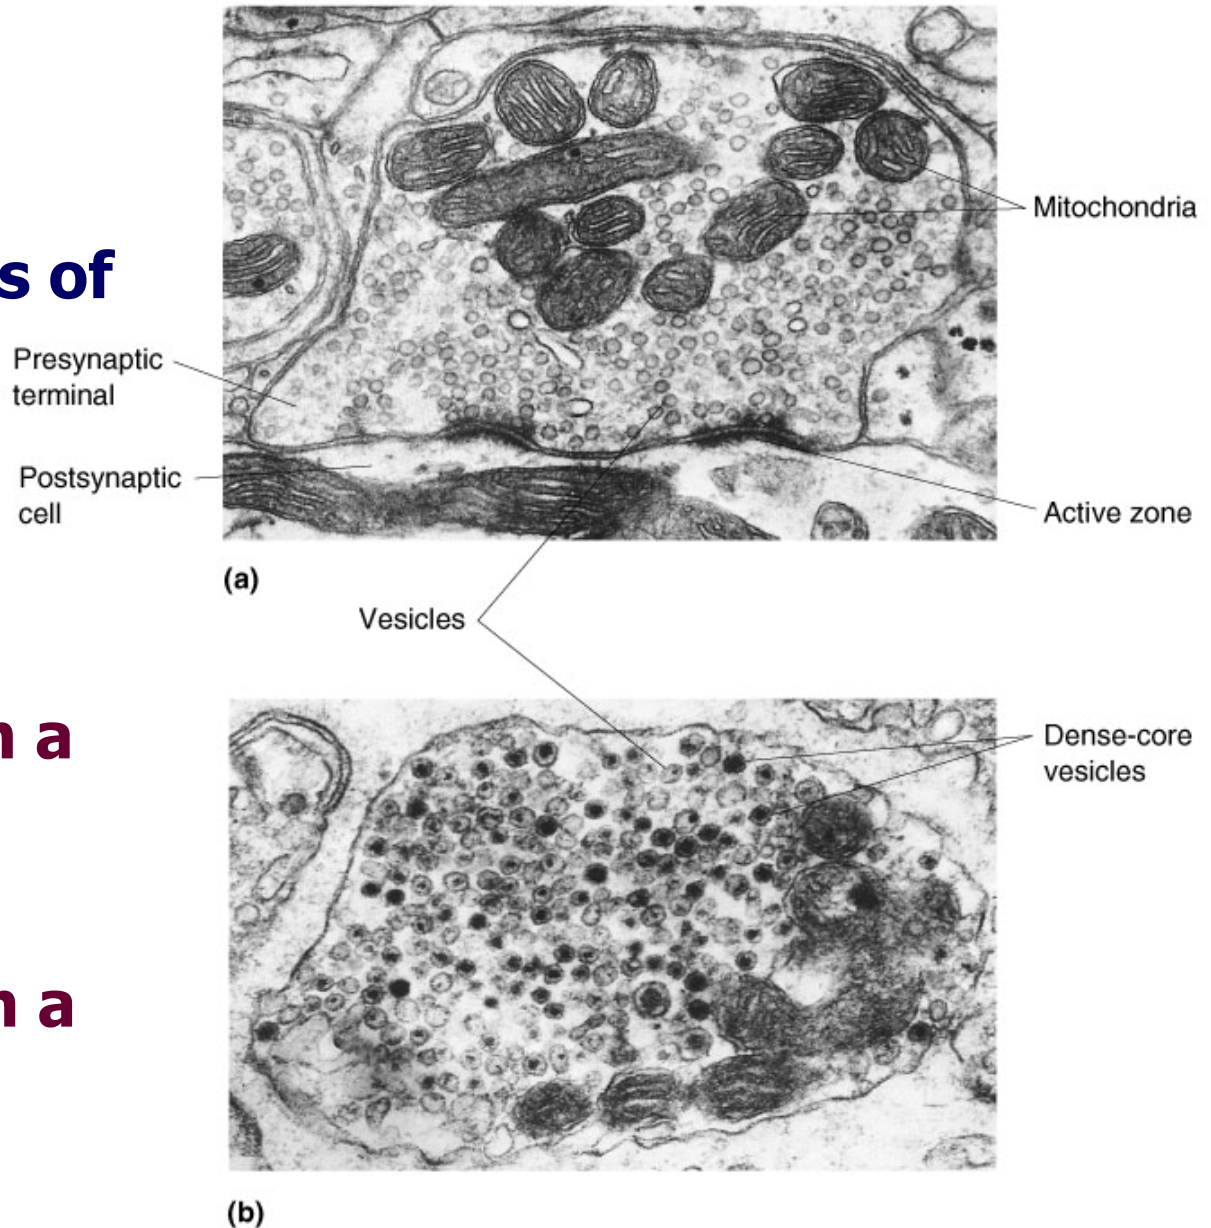 s of
Presynaptic
terminal
Postsynaptic
cell
Mitochondria
Active zone
(a)
Vesicles
n a
Dense-core
vesicles
n a
(b)